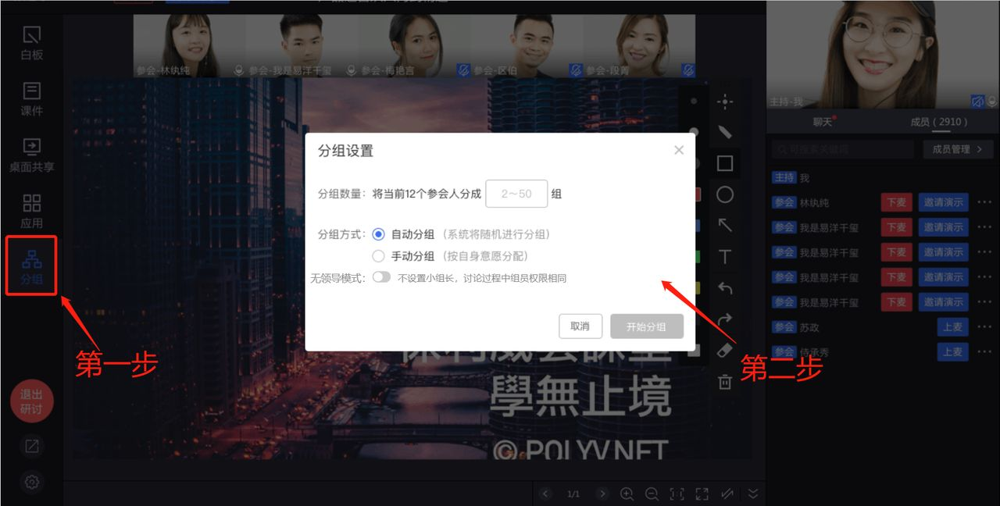 白板
课件
桌面共享
应用
分组
退出
研讨
第一步
参会-林纨纯
参会-我是易洋千玺
参会-梅艳言
参会-区伯
参会-段菁
分组设置
分组数量：将当前12个参会人分成 2～50 组
分组方式： 自动分组 （系统将随机进行分组）
手动分组 （按自身意愿分配）
无领导模式： 不设置小组长，讨论过程中组员权限相同
取消 开始分组
學無止境
© POLYV.NET
第二步
1/1
主持-我
聊天 成员 ( 2910 )
可搜索关键词 成员管理
主持 我
参会 林纨纯 下麦 邀请演示
参会 我是易洋千玺 下麦 邀请演示
参会 我是易洋千玺 下麦 邀请演示
参会 我是易洋千玺 下麦 邀请演示
参会 我是易洋千玺 下麦 邀请演示
参会 苏政 上麦
参会 侍承秀 上麦